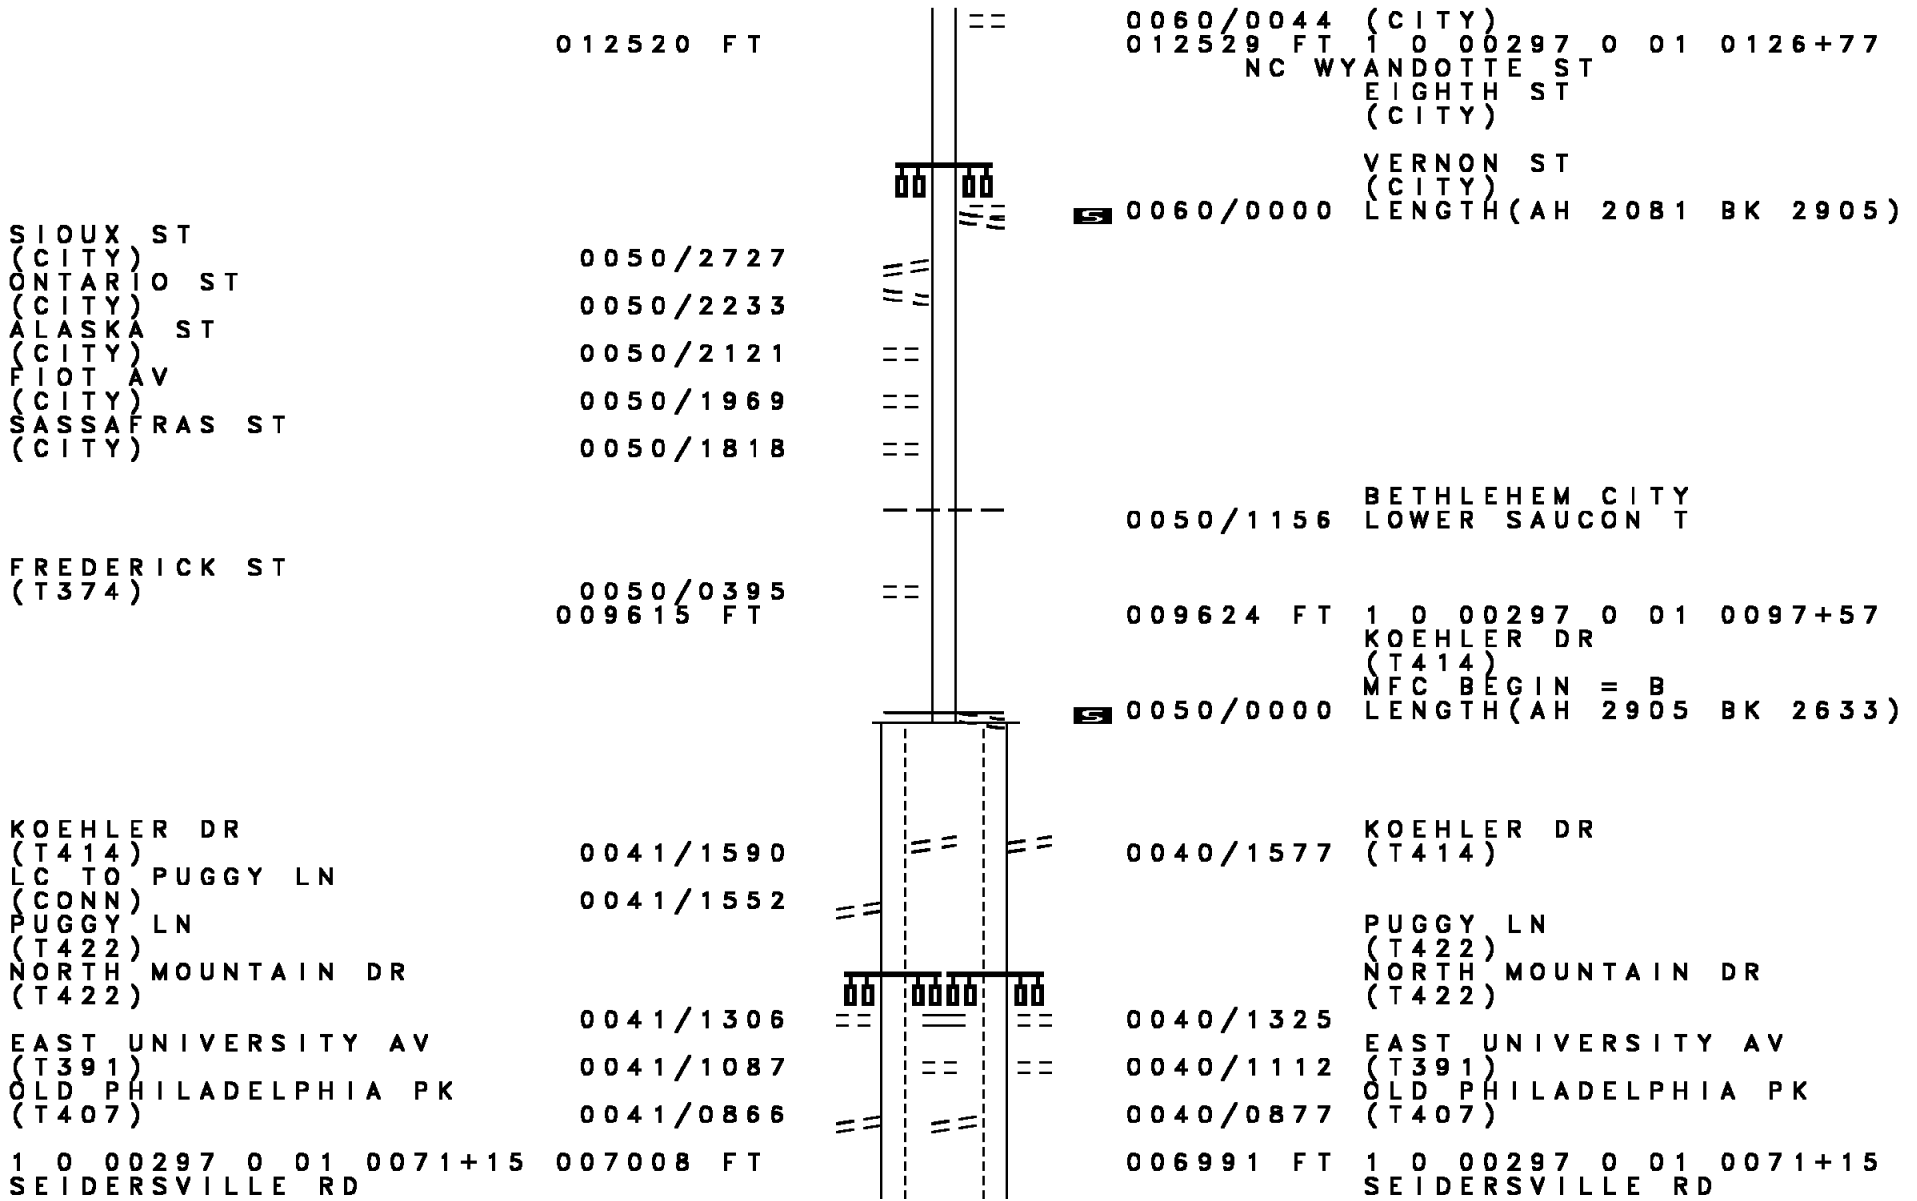 0060/0044 (CITY)
012520 FT 012529 FT 1 0 00297 0 01 0126+77
NC WYANDOTTE ST
EIGHTH ST
(CITY)
VERNON ST
(CITY)
S 0060/0000 LENGTH(AH 2081 BK 2905)
SIOUX ST
(CITY) 0050/2727
ONTARIO ST
(CITY) 0050/2233
ALASKA ST
(CITY) 0050/2121
FIOT AV
(CITY) 0050/1969
SASSAFRAS ST
(CITY) 0050/1818
BETHLEHEM CITY
0050/1156 LOWER SAUCON T
FREDERICK ST
(T374) 0050/0395
009615 FT 009624 FT 1 0 00297 0 01 0097+57
KOEHLER DR
(T414)
MFC BEGIN = B
S 0050/0000 LENGTH(AH 2905 BK 2633)
KOEHLER DR KOEHLER DR
(T414) 0041/1590 0040/1577 (T414)
LC TO PUGGY LN
(CONN) 0041/1552
PUGGY LN PUGGY LN
(T422) (T422)
NORTH MOUNTAIN DR NORTH MOUNTAIN DR
(T422) (T422)
0041/1306 0040/1325
EAST UNIVERSITY AV EAST UNIVERSITY AV
(T391) 0041/1087 0040/1112 (T391)
OLD PHILADELPHIA PK OLD PHILADELPHIA PK
(T407) 0041/0866 0040/0877 (T407)
1 0 00297 0 01 0071+15 007008 FT 006991 FT 1 0 00297 0 01 0071+15
SEIDERSVILLE RD SEIDERSVILLE RD